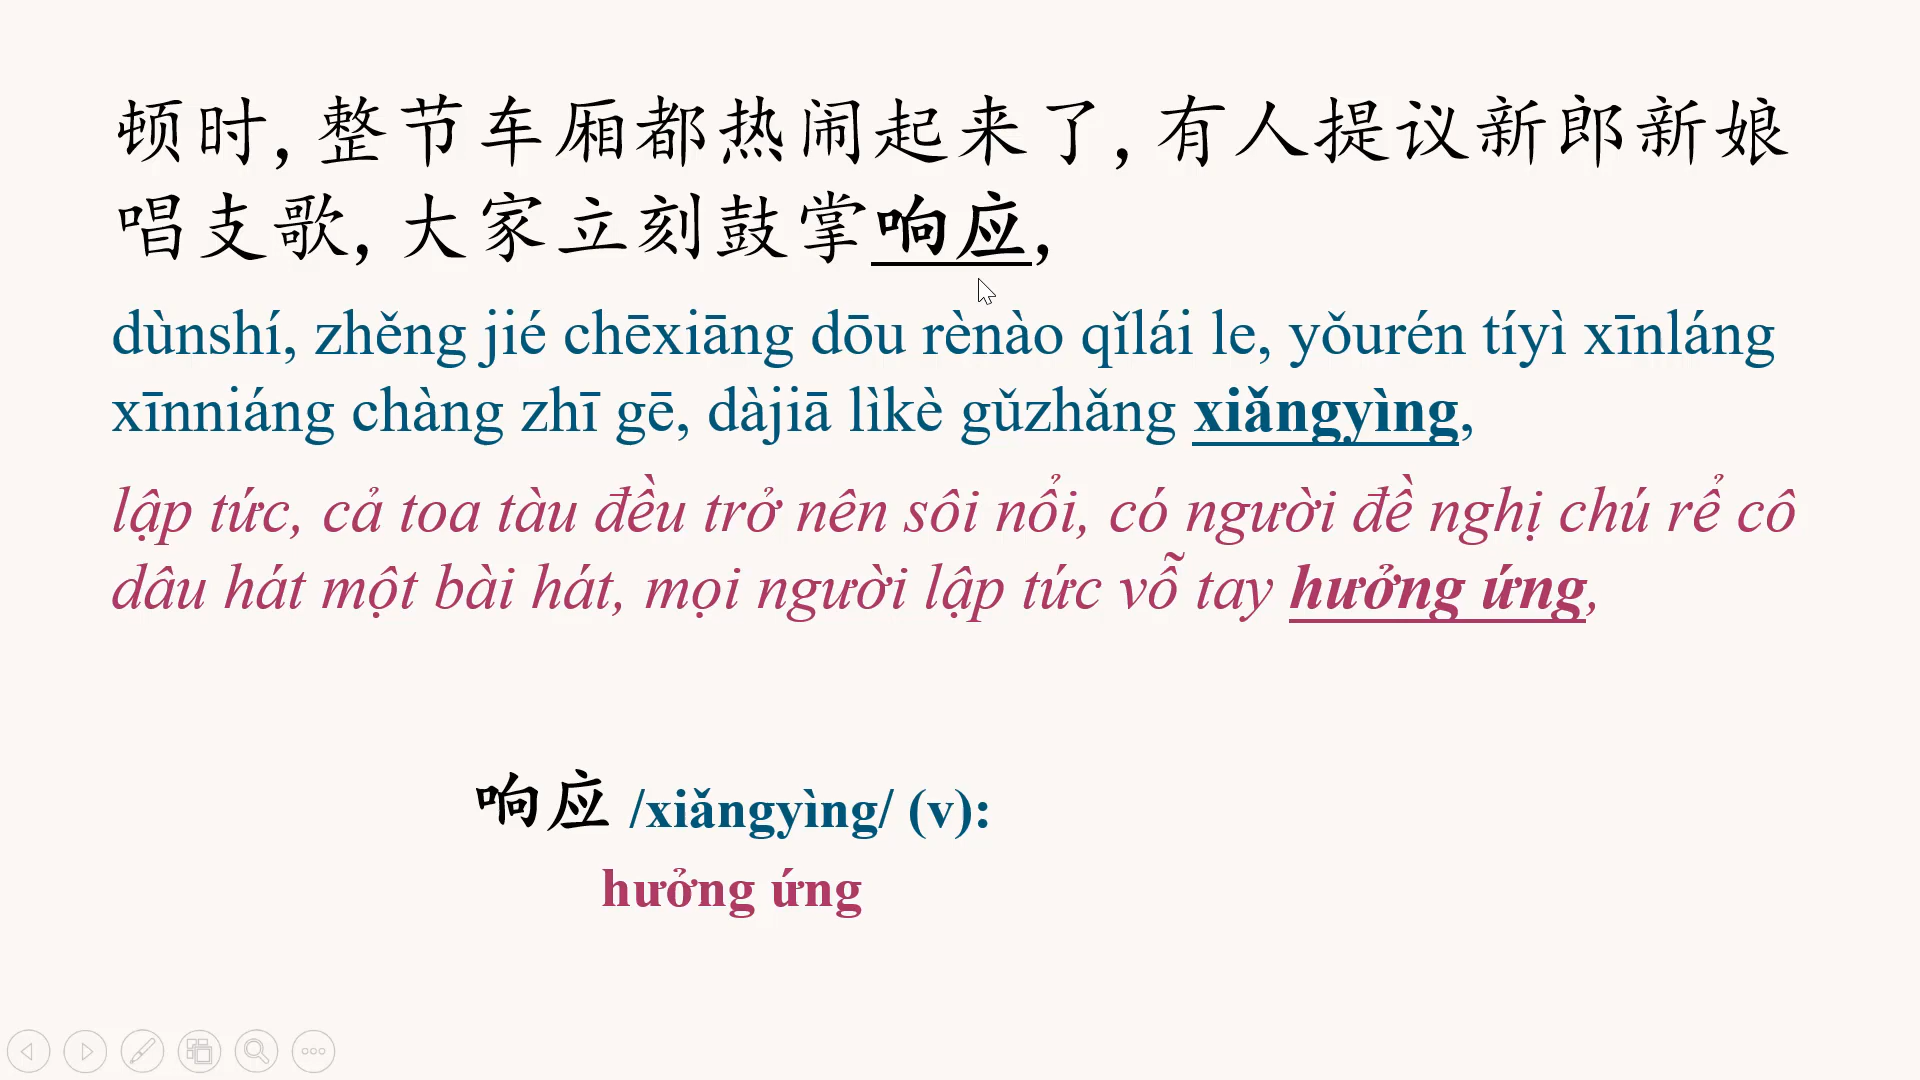 顿时, 整节车厢都热闹起来了, 有人提议新郎新娘
唱支歌, 大家立刻鼓掌响应,
dùnshí, zhěng jié chēxiāng dōu rènào qǐlái le, yǒurén tíyì xīnláng
xīnniáng chàng zhī gē, dàjiā lìkè gǔzhǎng xiǎngyìng,
lập tức, cả toa tàu đều trở nên sôi nổi, có người đề nghị chú rể cô
dâu hát một bài hát, mọi người lập tức vỗ tay hưởng ứng,
响应 /xiǎngyìng/ (v):
hưởng ứng